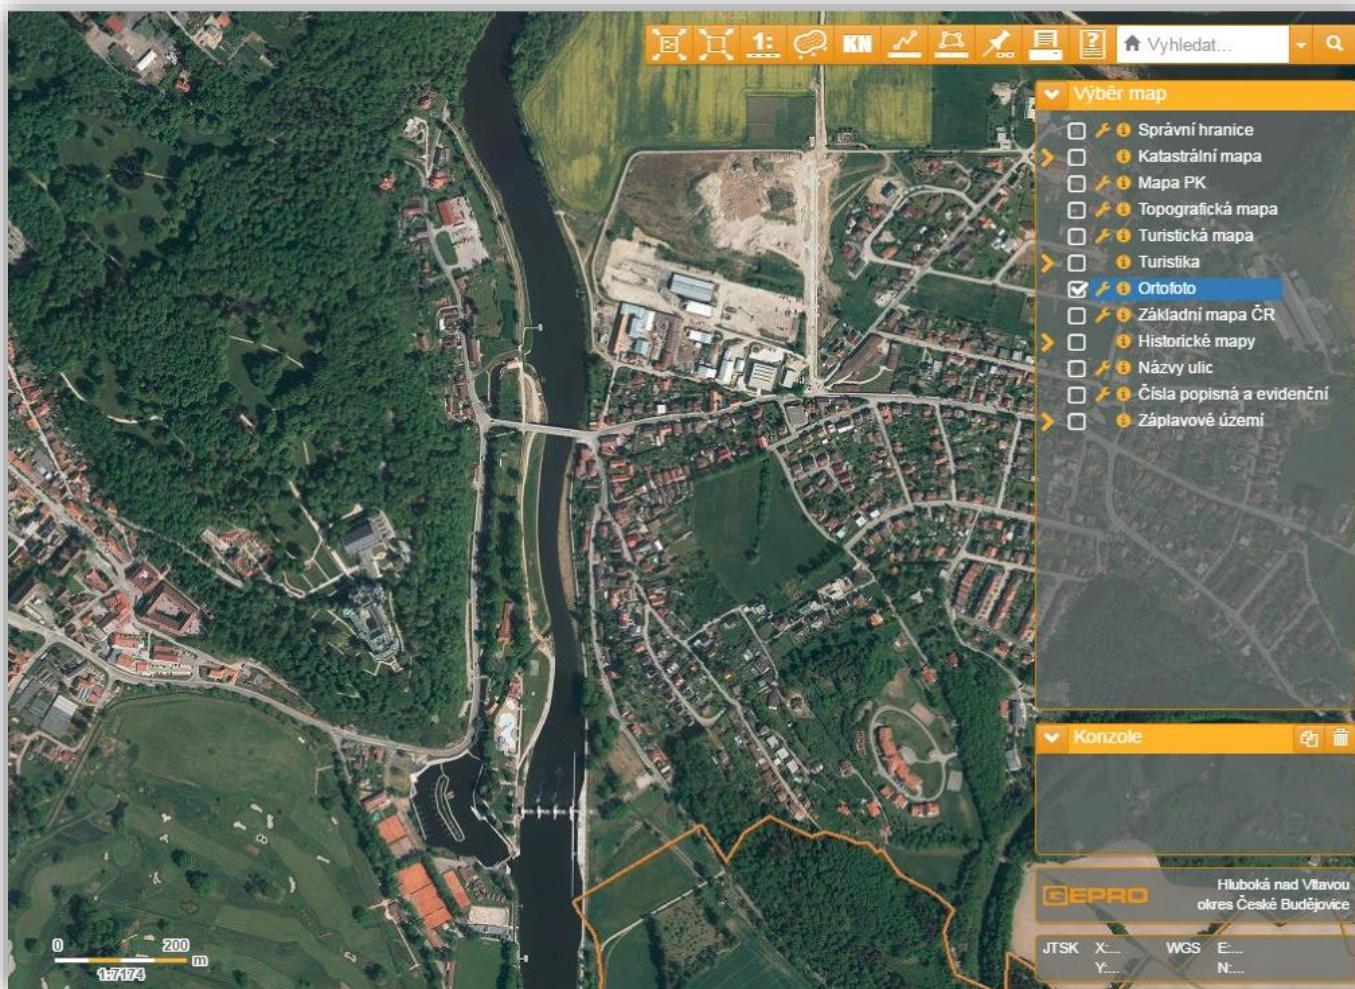 1:
KN
?
Vyhledat...
Výběr map
Správní hranice
Katastrální mapa
Mapa PK
Topografická mapa
Turistická mapa
Turistika
Ortofoto
Základní mapa ČR
Historické mapy
Názvy ulic
Čísla popisná a evidenční
Záplavové území
Konzole
GEPRO
Hluboká nad Vltavou
okres České Budějovice
JTSK X:... WGS E:...
Y:... N:...
0 200
m